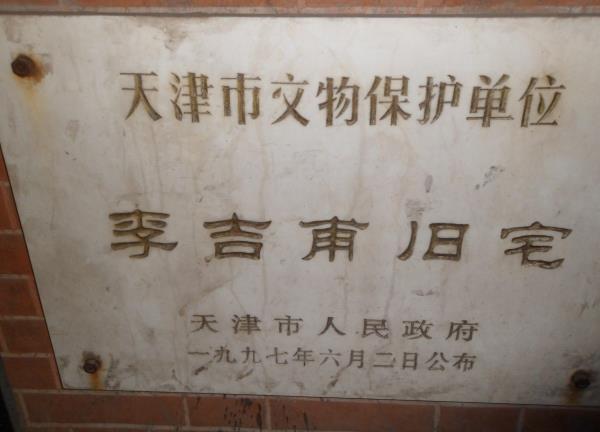 天津市文物保护单位
李吉甫旧宅
天津市人民政府
一九九七年六月二日公布